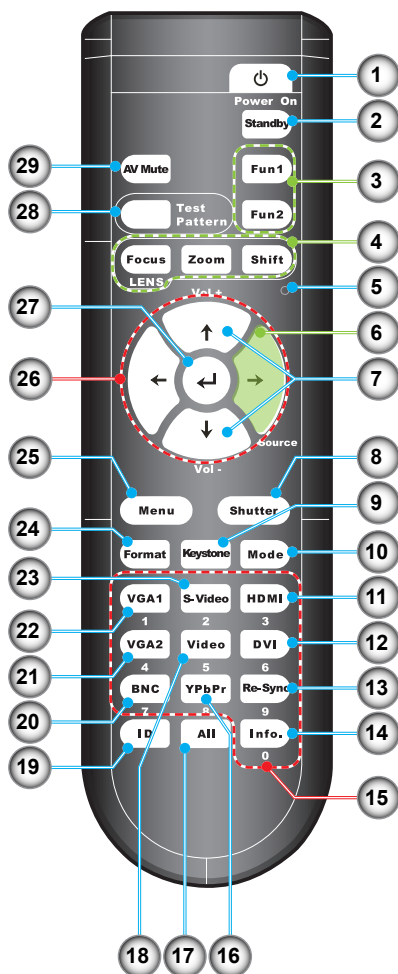 1
Power On
2
Standby
29
AV Mute
Fun1
3
28
Test
Pattern
Fun2
4
Focus Zoom Shift
LENS
5
Vol +
27
6
26
7
Source
Vol -
25
8
Menu Shutter
9
24
Format Keystone Mode
10
23
VGA1 S-Video HDMI
11
1 2 3
22
VGA2 Video DVI
12
4 5 6
21
BNC YPbPr Re-Sync
13
7 8 9
20
ID All Info.
14
0
19
15
18 17 16